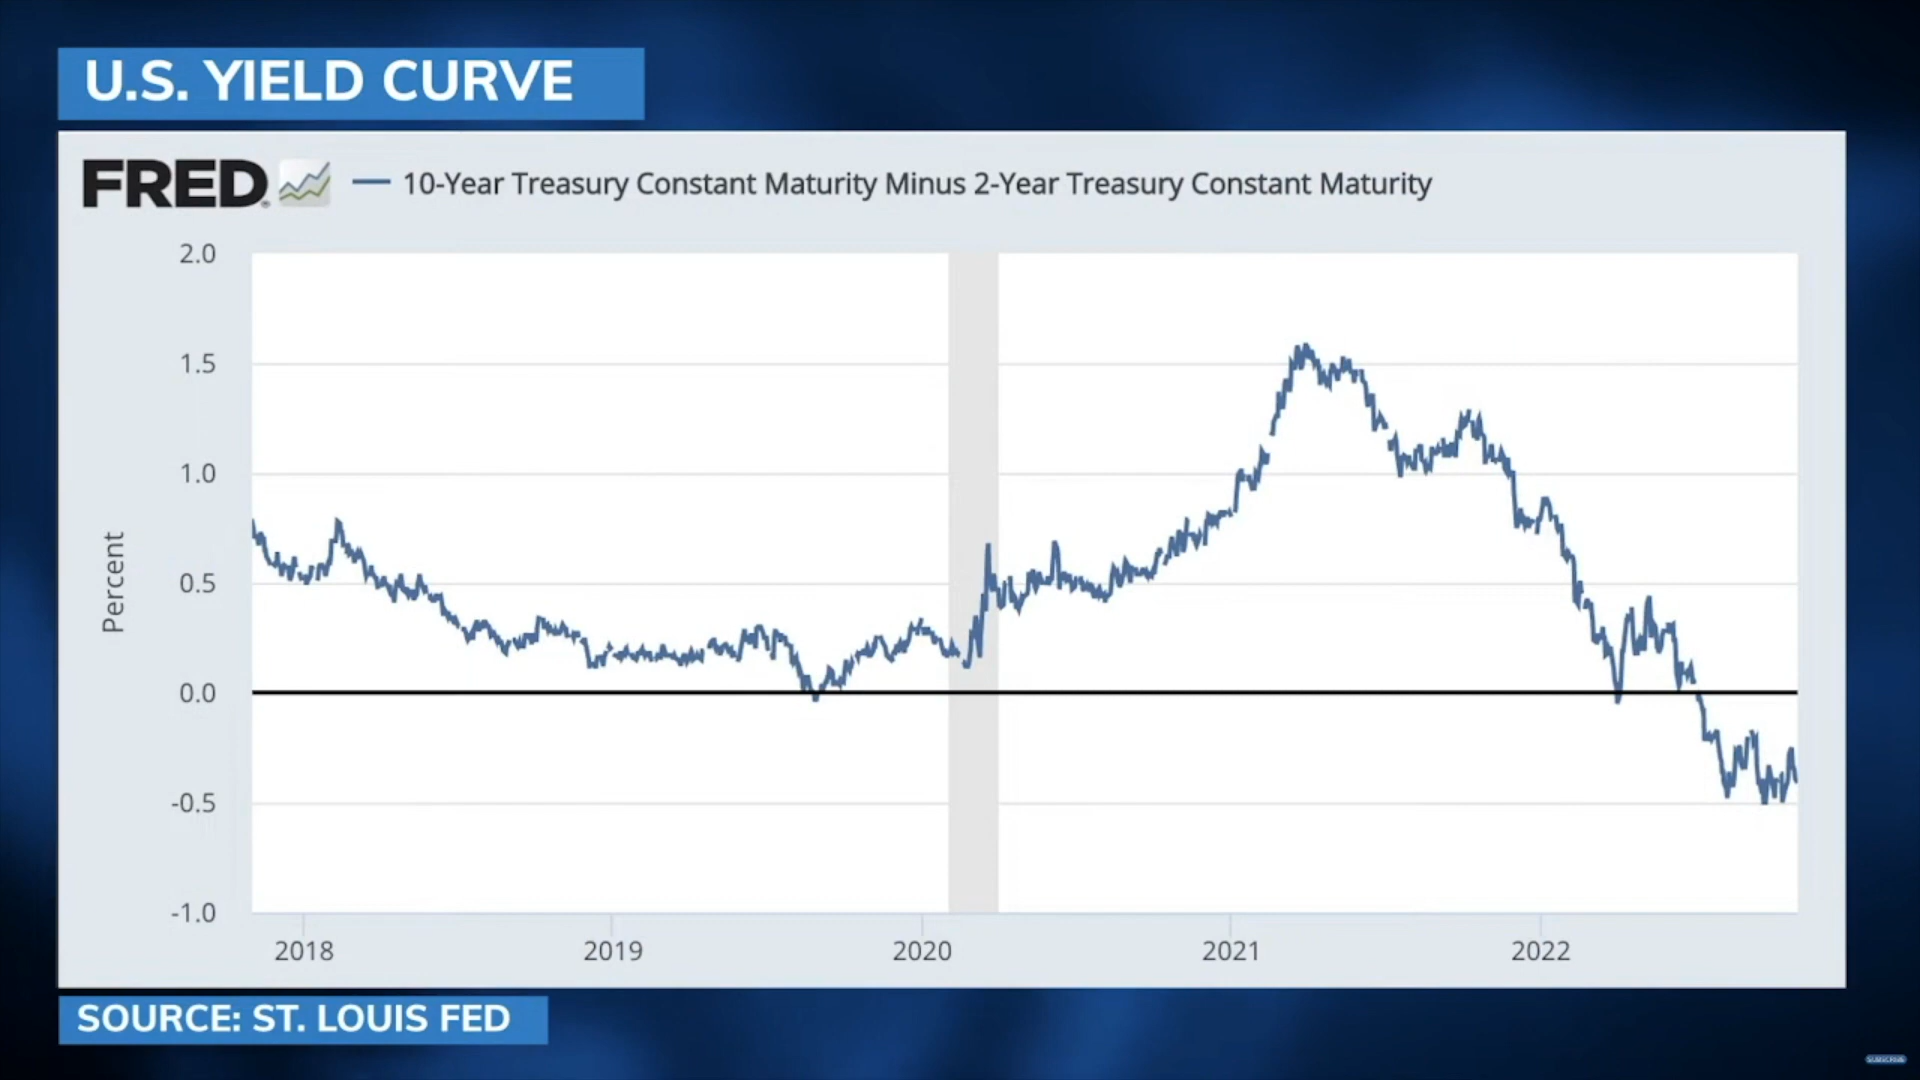 U.S. YIELD CURVE
FRED® — 10-Year Treasury Constant Maturity Minus 2-Year Treasury Constant Maturity
2.0
1.5
1.0
0.5
0.0
-0.5
-1.0
Percent
2018 2019 2020 2021 2022
SOURCE: ST. LOUIS FED
SUBSCRIBE